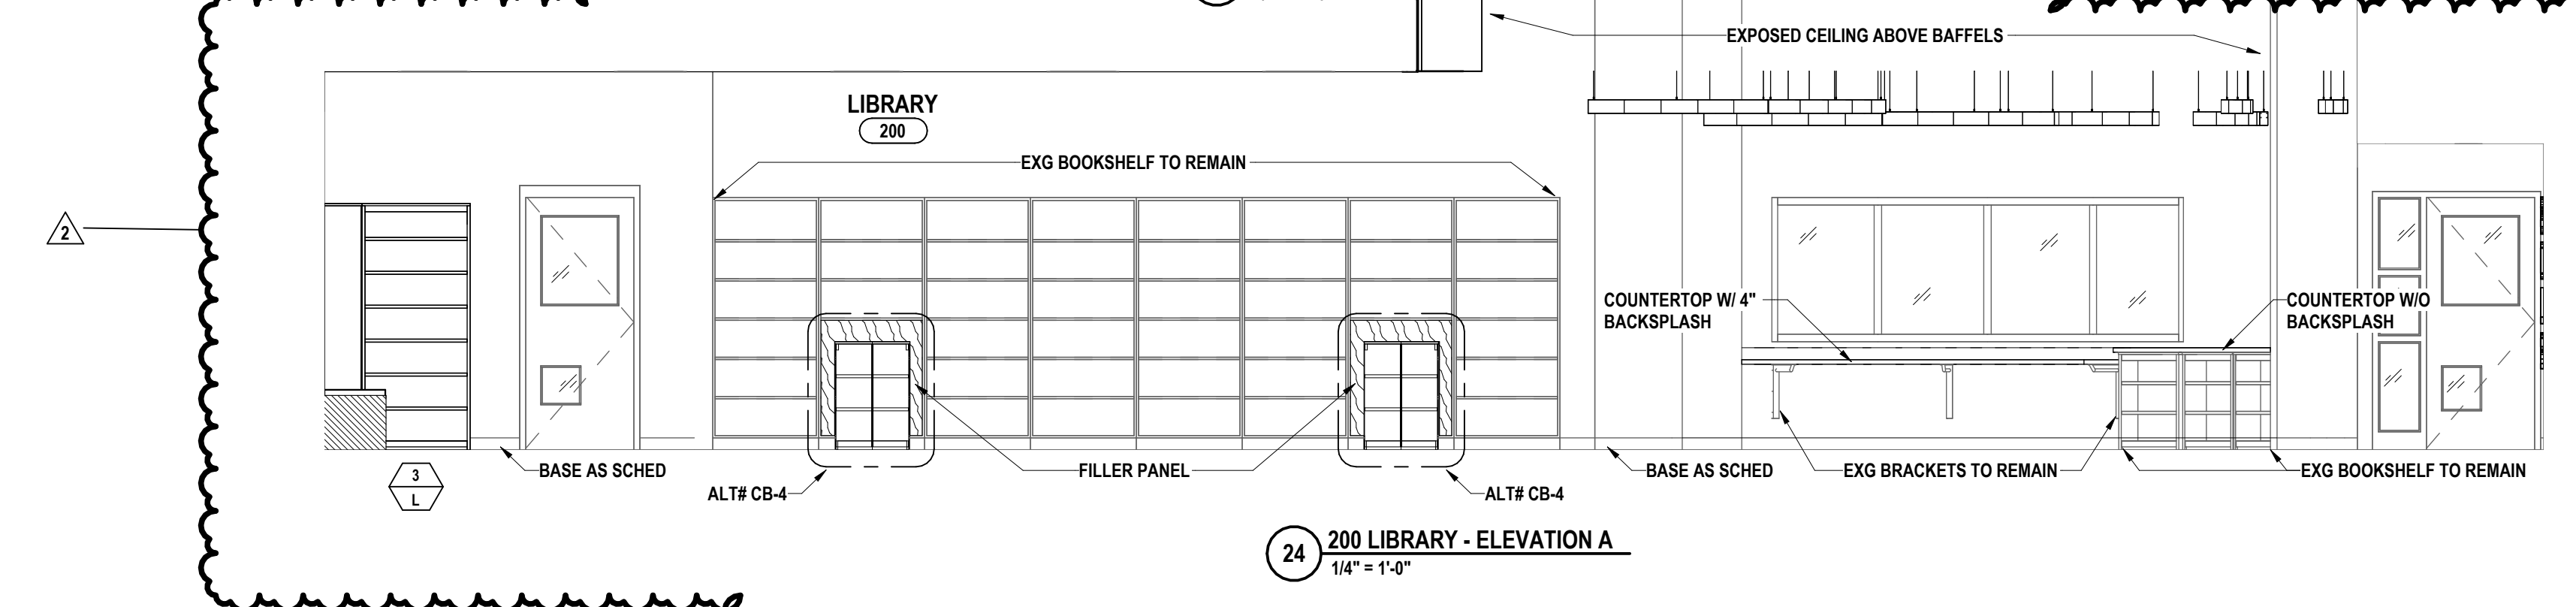 EXPOSED CEILING ABOVE BAFFELS
LIBRARY
200
EXG BOOKSHELF TO REMAIN
2
COUNTERTOP W/ 4"
BACKSPLASH
COUNTERTOP W/O
BACKSPLASH
3
L
BASE AS SCHED
FILLER PANEL
BASE AS SCHED
EXG BRACKETS TO REMAIN
EXG BOOKSHELF TO REMAIN
ALT# CB-4
ALT# CB-4
24
200 LIBRARY - ELEVATION A
1/4" = 1'-0"